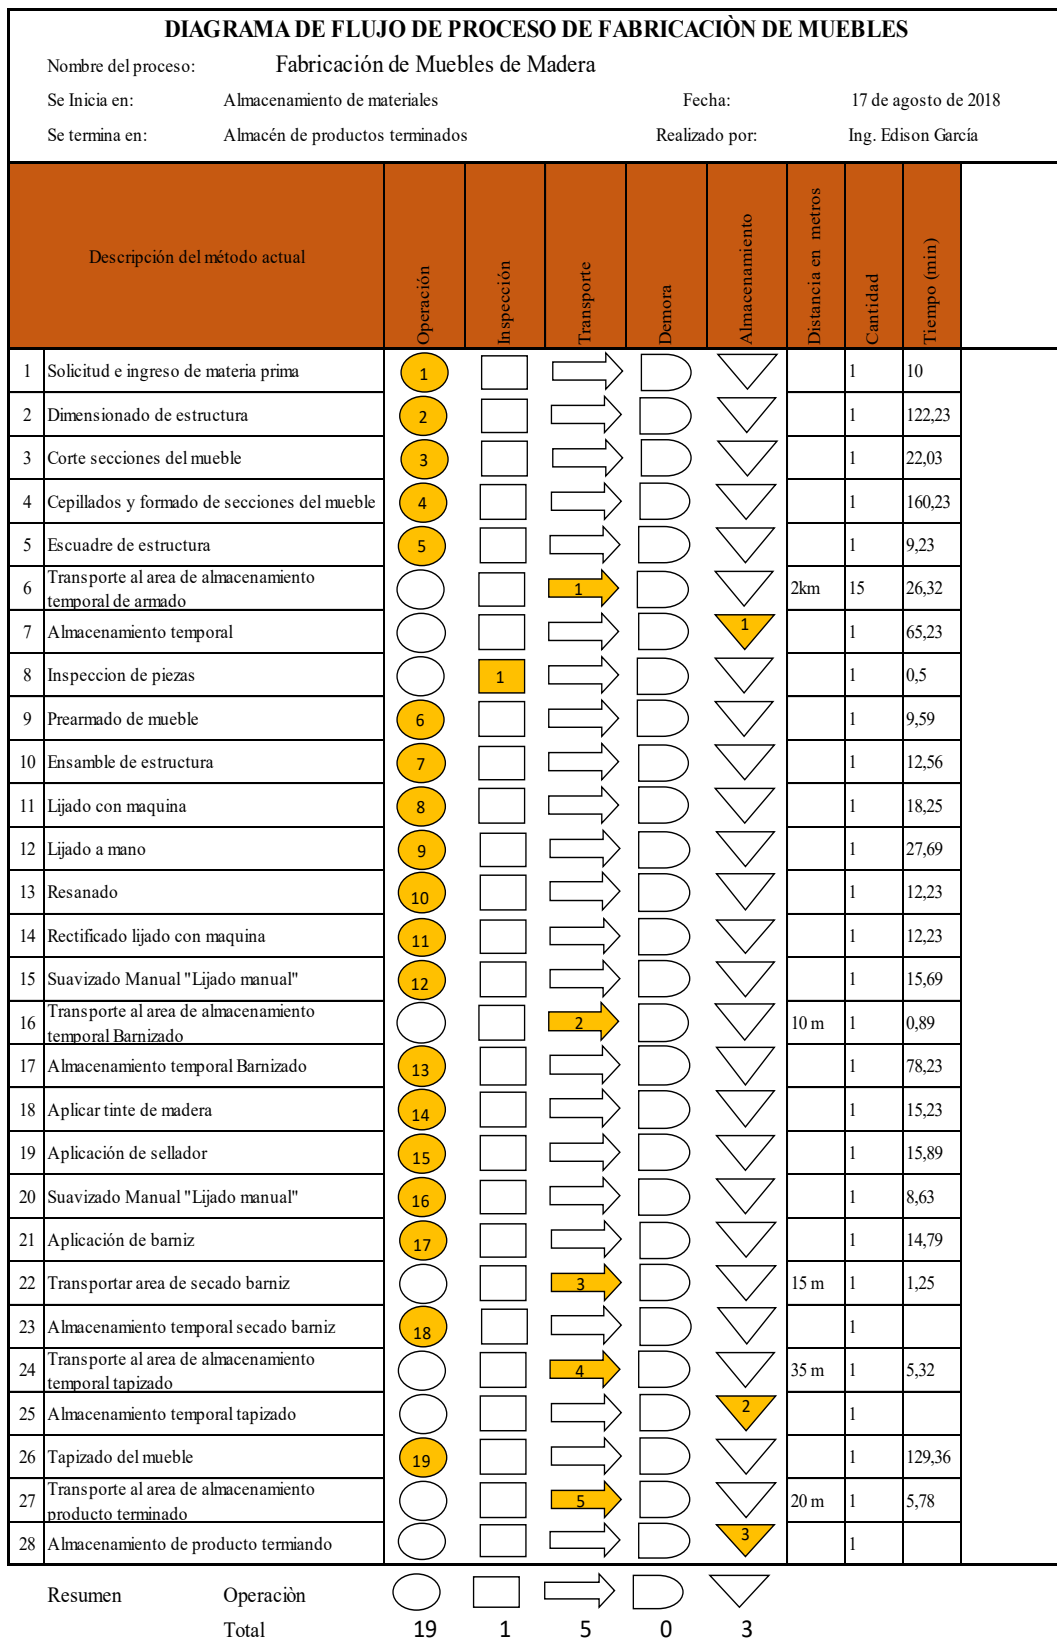 DIAGRAMA DE FLUJO DE PROCESO DE FABRICACIÒN DE MUEBLES
Nombre del proceso: Fabricación de Muebles de Madera
Se Inicia en: Almacenamiento de materiales Fecha: 17 de agosto de 2018
Se termina en: Almacén de productos terminados Realizado por: Ing. Edison García
Descripción del método actual Operación Inspección Transporte Demora Almacenamiento Distancia en metros Cantidad Tiempo (min)
1 Solicitud e ingreso de materia prima 1 1 10
2 Dimensionado de estructura 2 1 122,23
3 Corte secciones del mueble 3 1 22,03
4 Cepillados y formado de secciones del mueble 4 1 160,23
5 Escuadre de estructura 5 1 9,23
6 Transporte al area de almacenamiento
temporal de armado 1 2km 15 26,32
7 Almacenamiento temporal 1 1 65,23
8 Inspeccion de piezas 1 1 0,5
9 Prearmado de mueble 6 1 9,59
10 Ensamble de estructura 7 1 12,56
11 Lijado con maquina 8 1 18,25
12 Lijado a mano 9 1 27,69
13 Resanado 10 1 12,23
14 Rectificado lijado con maquina 11 1 12,23
15 Suavizado Manual "Lijado manual" 12 1 15,69
16 Transporte al area de almacenamiento
temporal Barnizado 2 10 m 1 0,89
17 Almacenamiento temporal Barnizado 13 1 78,23
18 Aplicar tinte de madera 14 1 15,23
19 Aplicación de sellador 15 1 15,89
20 Suavizado Manual "Lijado manual" 16 1 8,63
21 Aplicación de barniz 17 1 14,79
22 Transportar area de secado barniz 3 15 m 1 1,25
23 Almacenamiento temporal secado barniz 18 1
24 Transporte al area de almacenamiento
temporal tapizado 4 35 m 1 5,32
25 Almacenamiento temporal tapizado 2 1
26 Tapizado del mueble 19 1 129,36
27 Transporte al area de almacenamiento
producto terminado 5 20 m 1 5,78
28 Almacenamiento de producto termiando 3 1
Resumen Operaciòn
Total 19 1 5 0 3